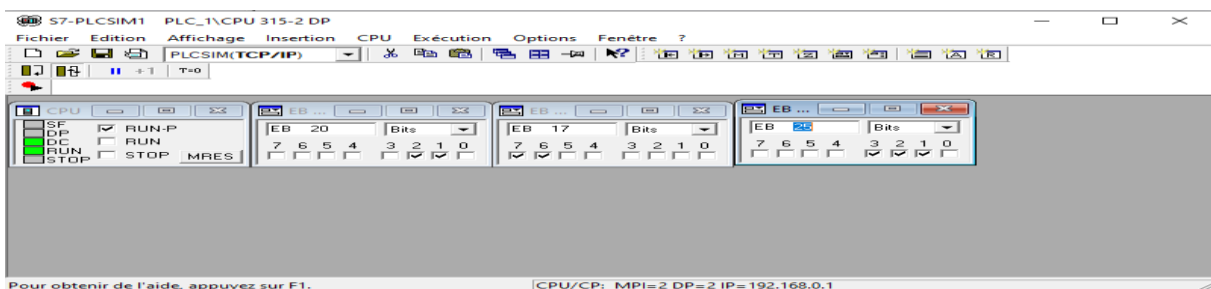 S7-PLCSIM1 PLC_1\CPU 315-2 DP
Fichier Edition Affichage Insertion CPU Exécution Options Fenêtre ?
PLCSIM(TCP/IP)
+1 T=0
CPU
SF
DP
DC
RUN
STOP
RUN-P
RUN
STOP MRES
EB ...
EB 20 Bits
7 6 5 4 3 2 1 0
EB ...
EB 17 Bits
7 6 5 4 3 2 1 0
EB ...
EB 25 Bits
7 6 5 4 3 2 1 0
Pour obtenir de l'aide, appuyez sur F1. CPU/CP: MPI=2 DP=2 IP=192.168.0.1